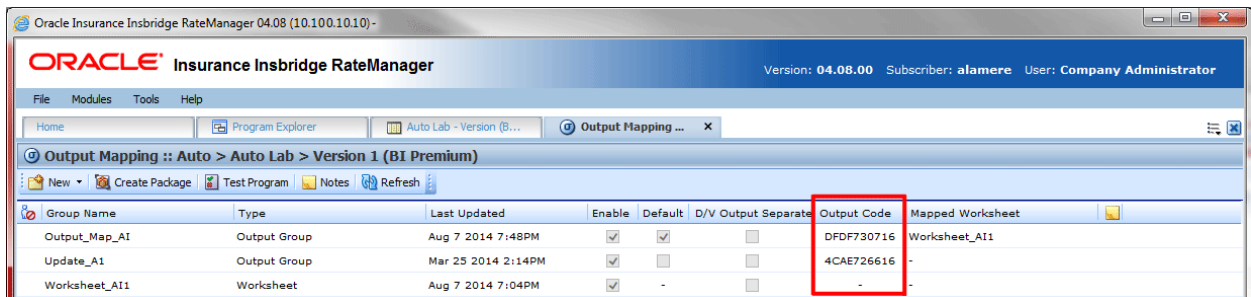 Oracle Insurance Insbridge RateManager 04.08 (10.100.10.10) -
ORACLE® Insurance Insbridge RateManager Version: 04.08.00 Subscriber: alamere User: Company Administrator
File Modules Tools Help
Home Program Explorer Auto Lab - Version (B... Output Mapping ... x
Output Mapping :: Auto > Auto Lab > Version 1 (BI Premium)
New Create Package Test Program Notes Refresh
Group Name Type Last Updated Enable Default D/V Output Separate Output Code Mapped Worksheet
Output_Map_AI Output Group Aug 7 2014 7:48PM DFDF730716 Worksheet_AI1
Update_A1 Output Group Mar 25 2014 2:14PM 4CAE726616 -
Worksheet_AI1 Worksheet Aug 7 2014 7:04PM - - -